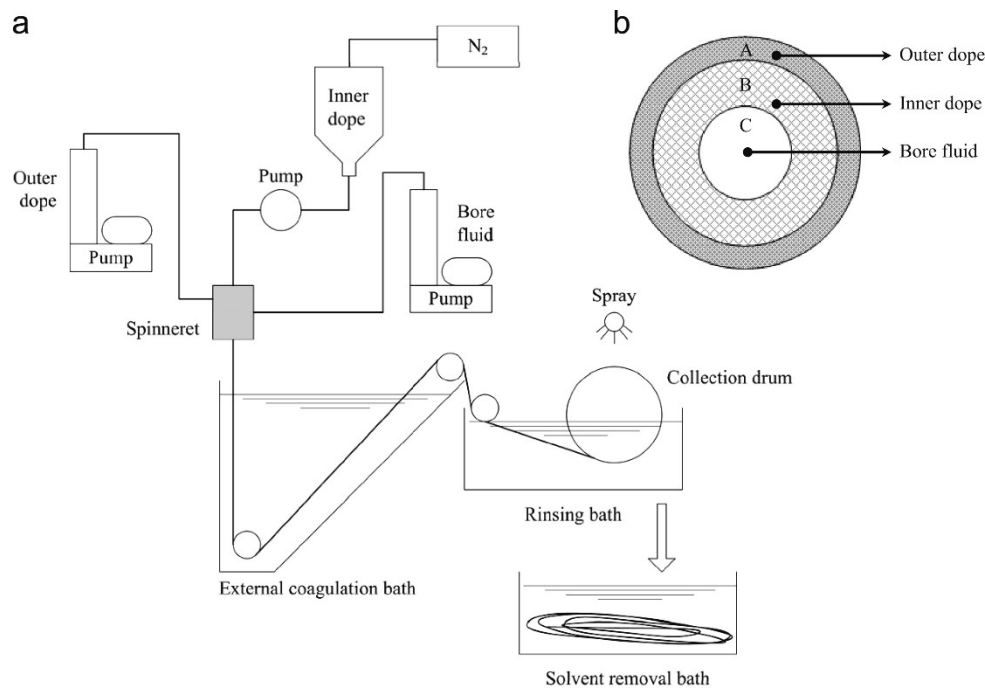 a
N2
Inner
dope
Pump
Outer
dope
Pump
Bore
fluid
Pump
Spinneret
External coagulation bath
Spray
Collection drum
Rinsing bath
Solvent removal bath
b
A
Outer dope
B
Inner dope
C
Bore fluid